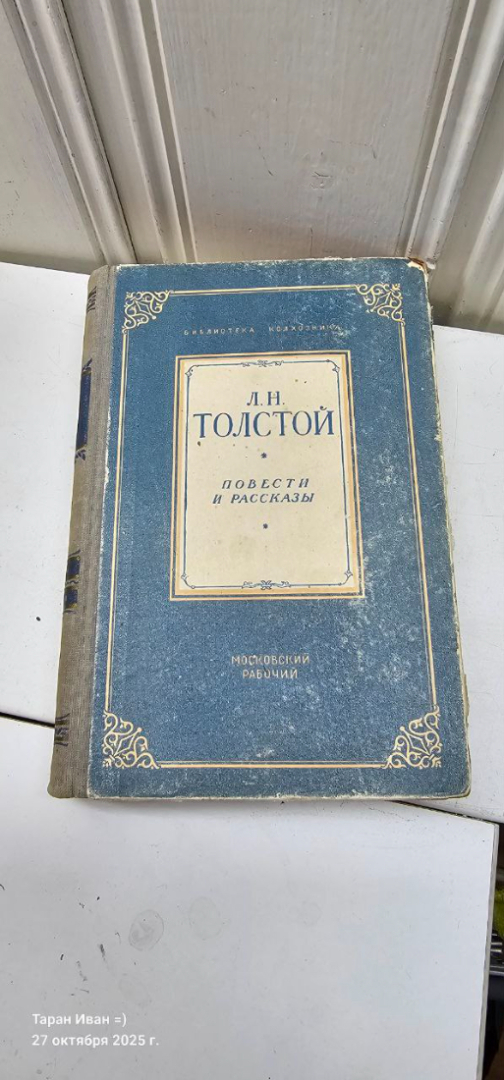 БИБЛИОТЕКА КОЛХОЗНИКА
Л.Н.
ТОЛСТОЙ
ПОВЕСТИ
И РАССКАЗЫ
МОСКОВСКИЙ
РАБОЧИЙ
Таран Иван =)
27 октября 2025 г.